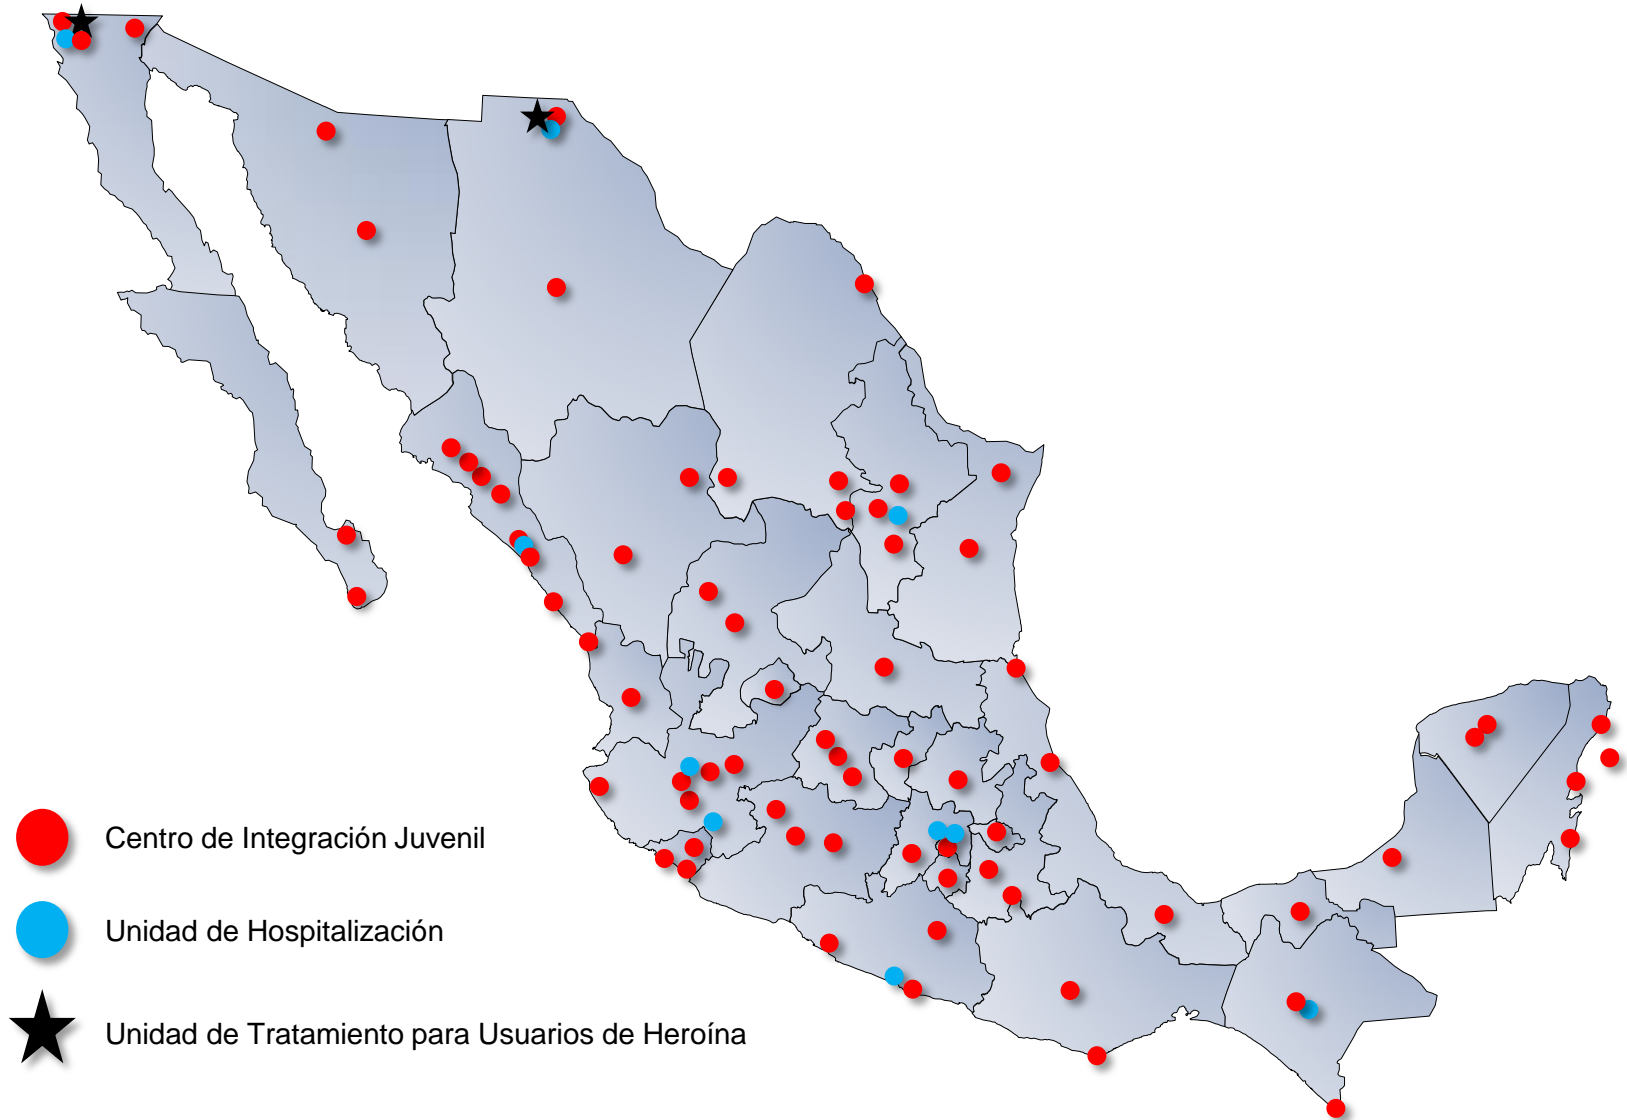 Centro de Integración Juvenil
Unidad de Hospitalización
Unidad de Tratamiento para Usuarios de Heroína